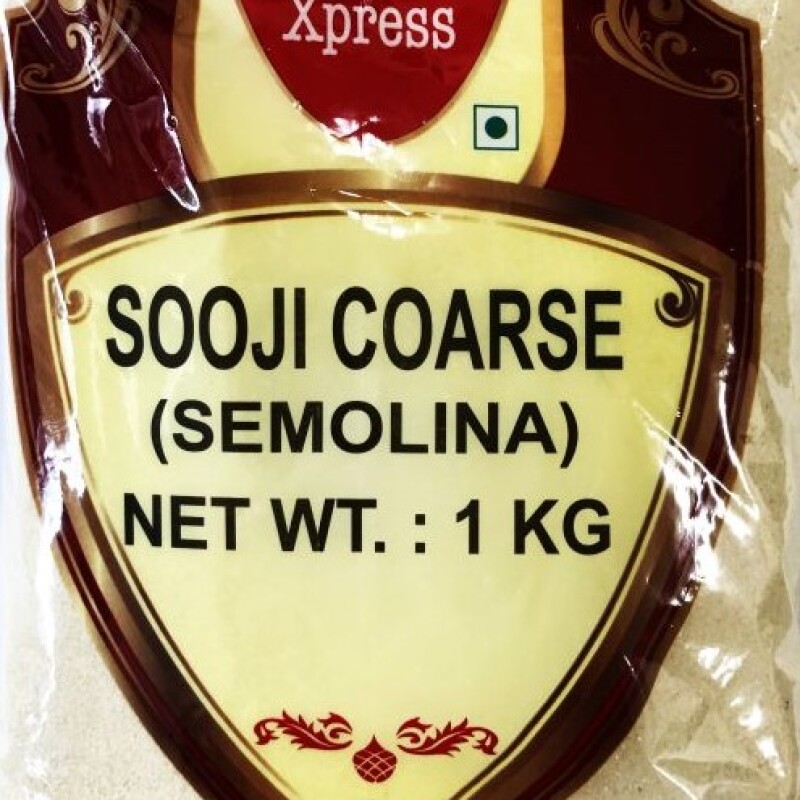 Xpress
SOOJI COARSE
(SEMOLINA)
NET WT. : 1 KG